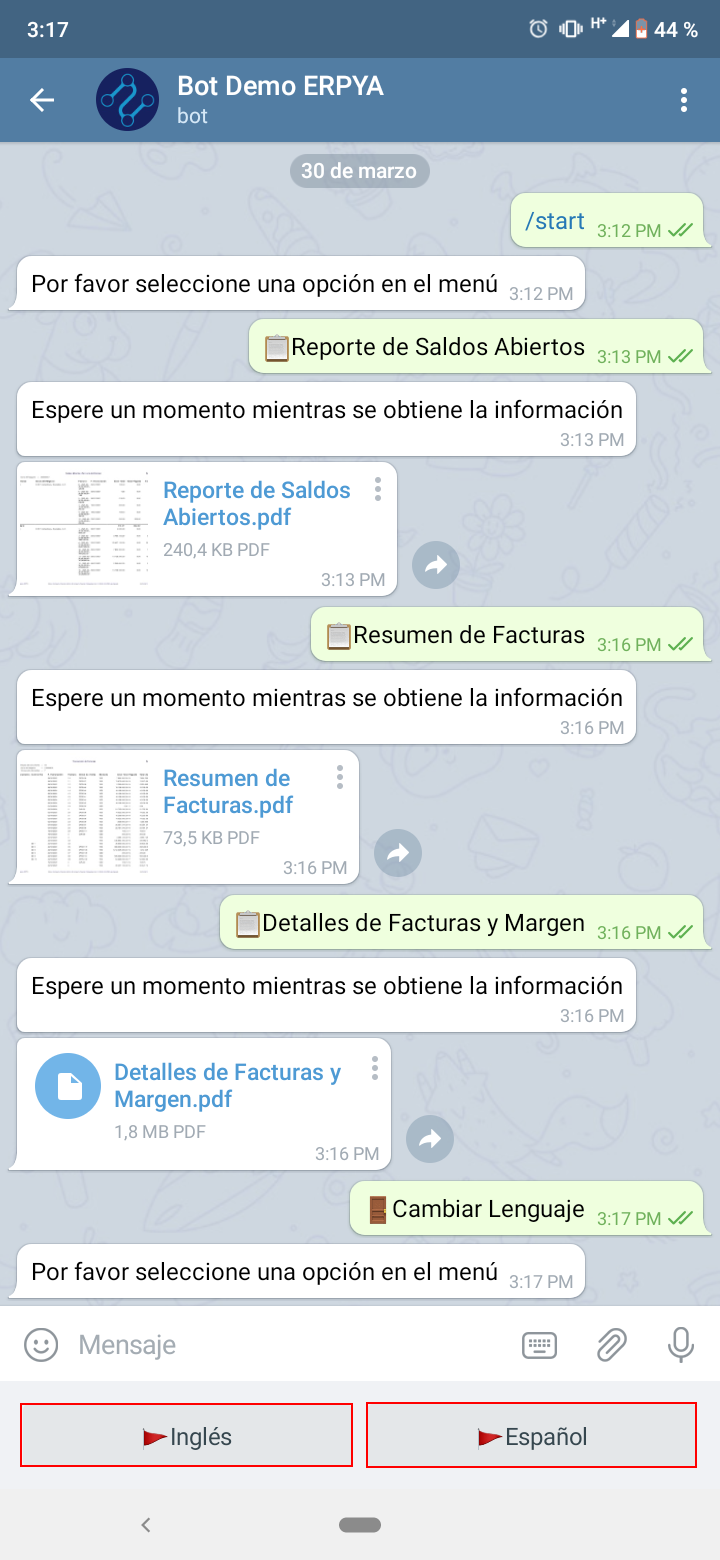 3:17
H+
44 %
Bot Demo ERPYA
bot
30 de marzo
/start 3:12 PM
Por favor seleccione una opción en el menú 3:12 PM
Reporte de Saldos Abiertos 3:13 PM
Espere un momento mientras se obtiene la información
3:13 PM
Reporte de Saldos
Abiertos.pdf
240,4 KB PDF
3:13 PM
Resumen de Facturas 3:16 PM
Espere un momento mientras se obtiene la información
3:16 PM
Resumen de
Facturas.pdf
73,5 KB PDF
3:16 PM
Detalles de Facturas y Margen 3:16 PM
Espere un momento mientras se obtiene la información
3:16 PM
Detalles de Facturas y
Margen.pdf
1,8 MB PDF
3:16 PM
Cambiar Lenguaje 3:17 PM
Por favor seleccione una opción en el menú 3:17 PM
Mensaje
Inglés
Español